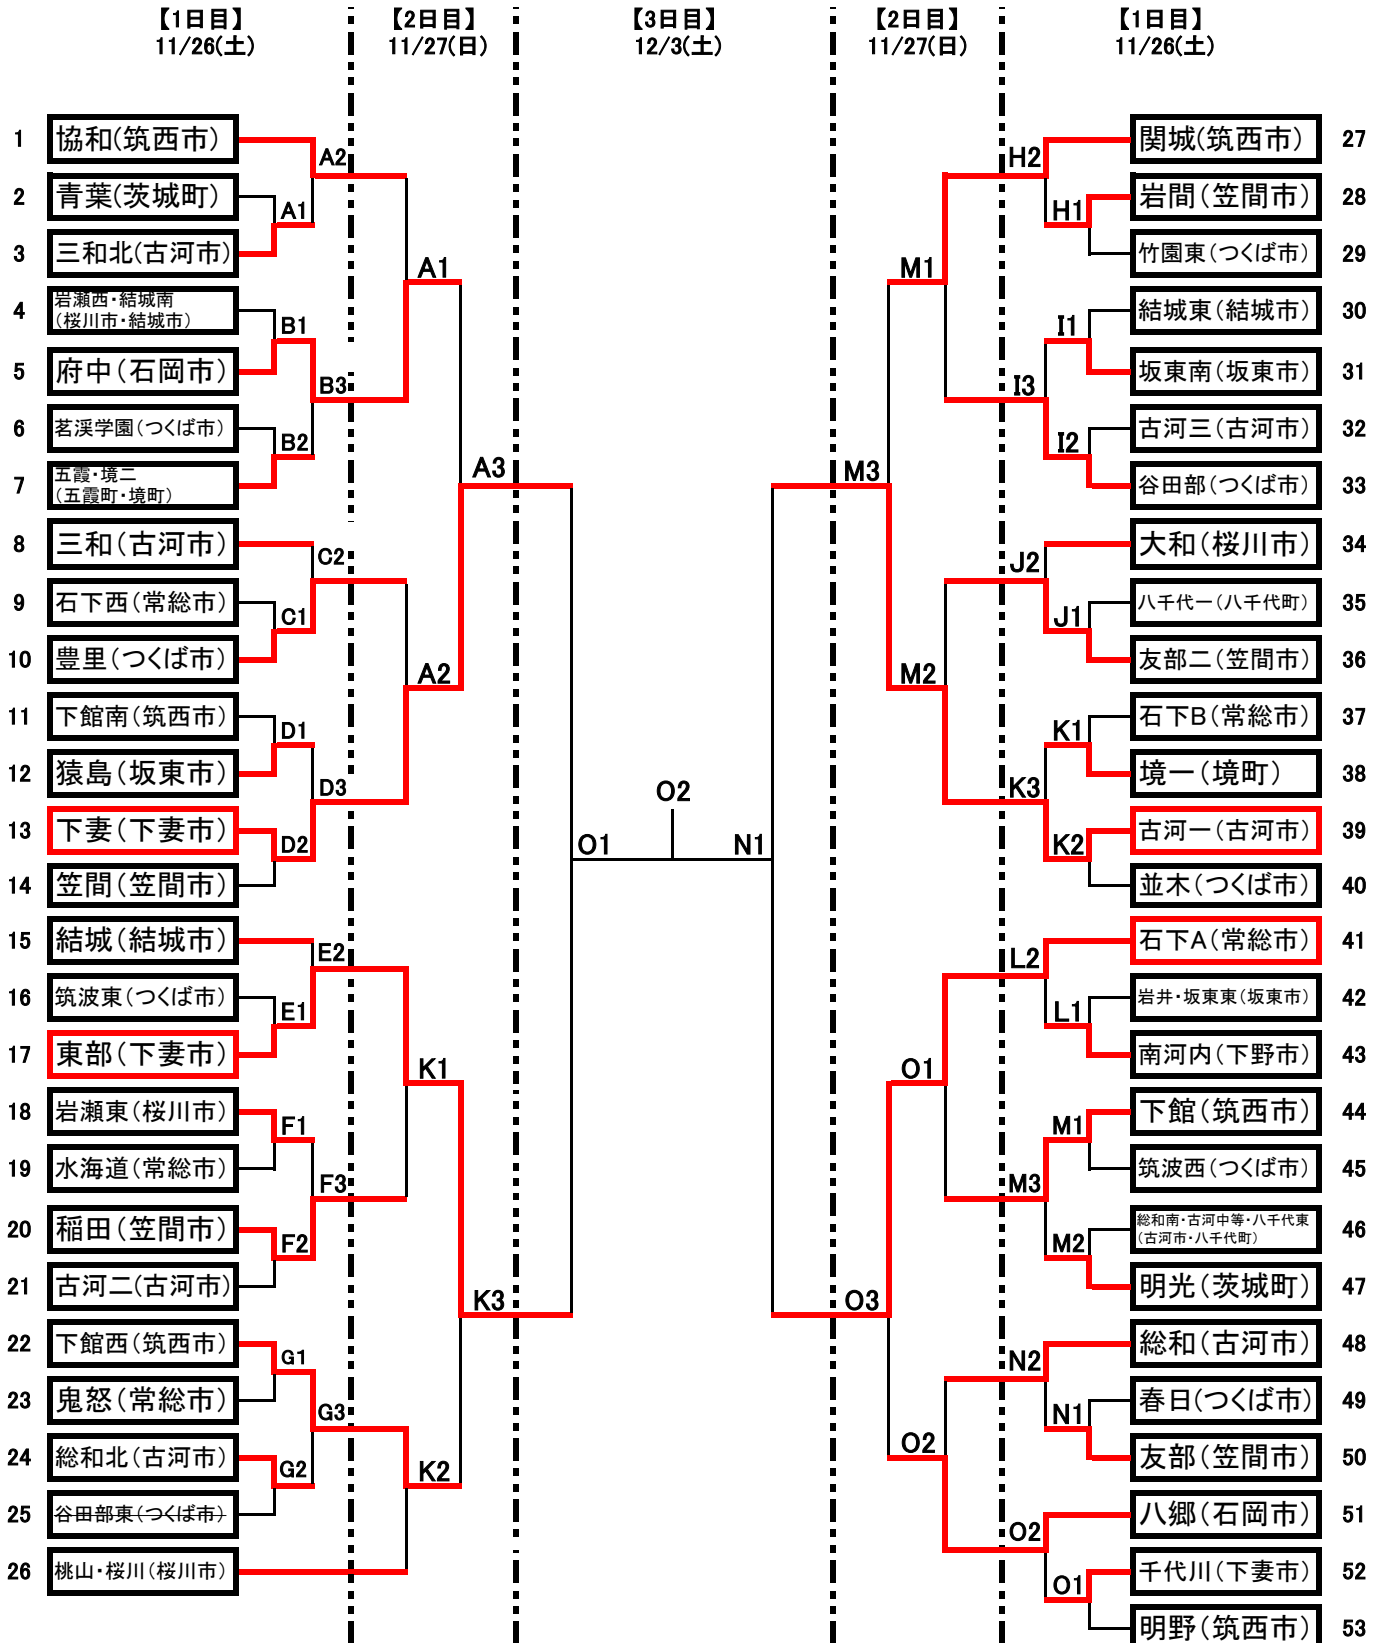 【1日目】
11/26(土)
【2日目】
11/27(日)
【3日目】
12/3(土)
【2日目】
11/27(日)
【1日目】
11/26(土)
1 協和(筑西市)
2 青葉(茨城町)
3 三和北(古河市)
4 岩瀬西・結城南
(桜川市・結城市)
5 府中(石岡市)
6 茗渓学園(つくば市)
7 五霞・境二
(五霞町・境町)
8 三和(古河市)
9 石下西(常総市)
10 豊里(つくば市)
11 下館南(筑西市)
12 猿島(坂東市)
13 下妻(下妻市)
14 笠間(笠間市)
15 結城(結城市)
16 筑波東(つくば市)
17 東部(下妻市)
18 岩瀬東(桜川市)
19 水海道(常総市)
20 稲田(笠間市)
21 古河二(古河市)
22 下館西(筑西市)
23 鬼怒(常総市)
24 総和北(古河市)
25 谷田部東(つくば市)
26 桃山・桜川(桜川市)
A2
A1
B1
B3
B2
C2
C1
D1
D3
D2
E2
E1
F1
F3
F2
G1
G3
G2
A1
A3
A2
K1
K3
K2
O1
O2
N1
M1
M3
M2
O1
O3
O2
H2
H1
I1
I3
I2
J2
J1
K1
K3
K2
L2
L1
M1
M3
M2
N2
N1
O2
O1
関城(筑西市) 27
岩間(笠間市) 28
竹園東(つくば市) 29
結城東(結城市) 30
坂東南(坂東市) 31
古河三(古河市) 32
谷田部(つくば市) 33
大和(桜川市) 34
八千代一(八千代町) 35
友部二(笠間市) 36
石下B(常総市) 37
境一(境町) 38
古河一(古河市) 39
並木(つくば市) 40
石下A(常総市) 41
岩井・坂東東(坂東市) 42
南河内(下野市) 43
下館(筑西市) 44
筑波西(つくば市) 45
総和南・古河中等・八千代東
(古河市・八千代町) 46
明光(茨城町) 47
総和(古河市) 48
春日(つくば市) 49
友部(笠間市) 50
八郷(石岡市) 51
千代川(下妻市) 52
明野(筑西市) 53